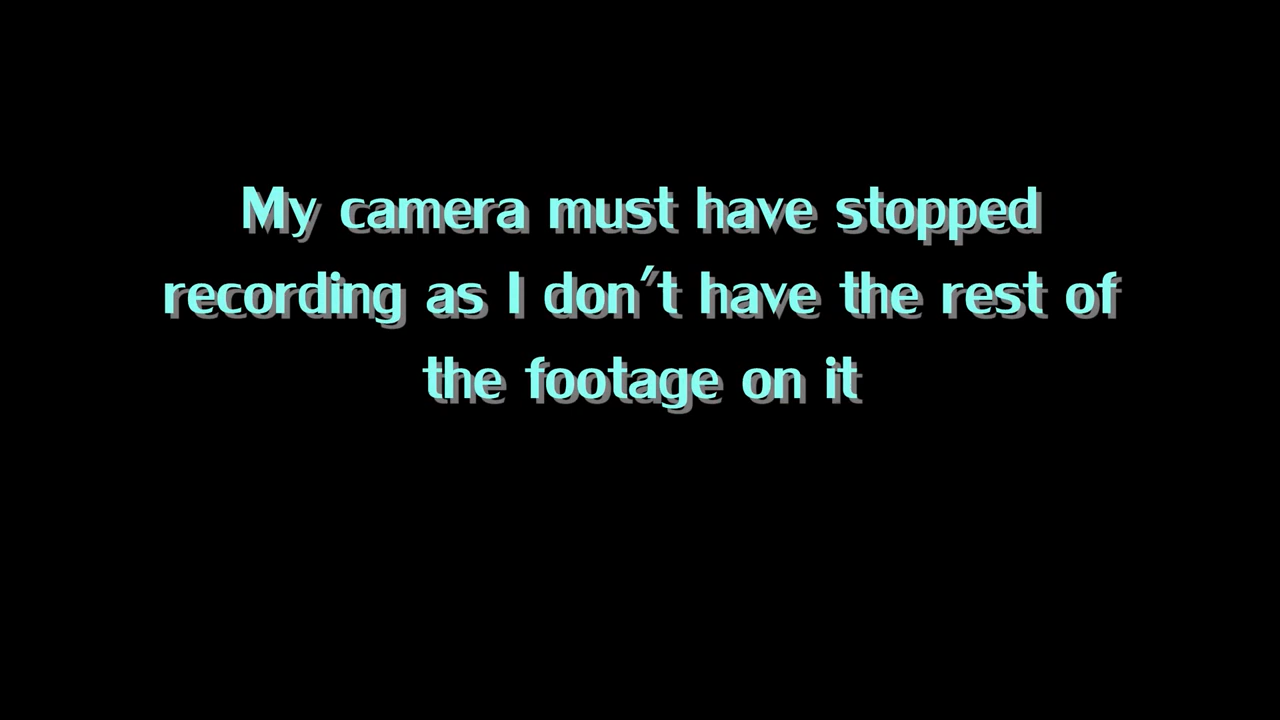 My camera must have stopped
recording as I don't have the rest of
the footage on it